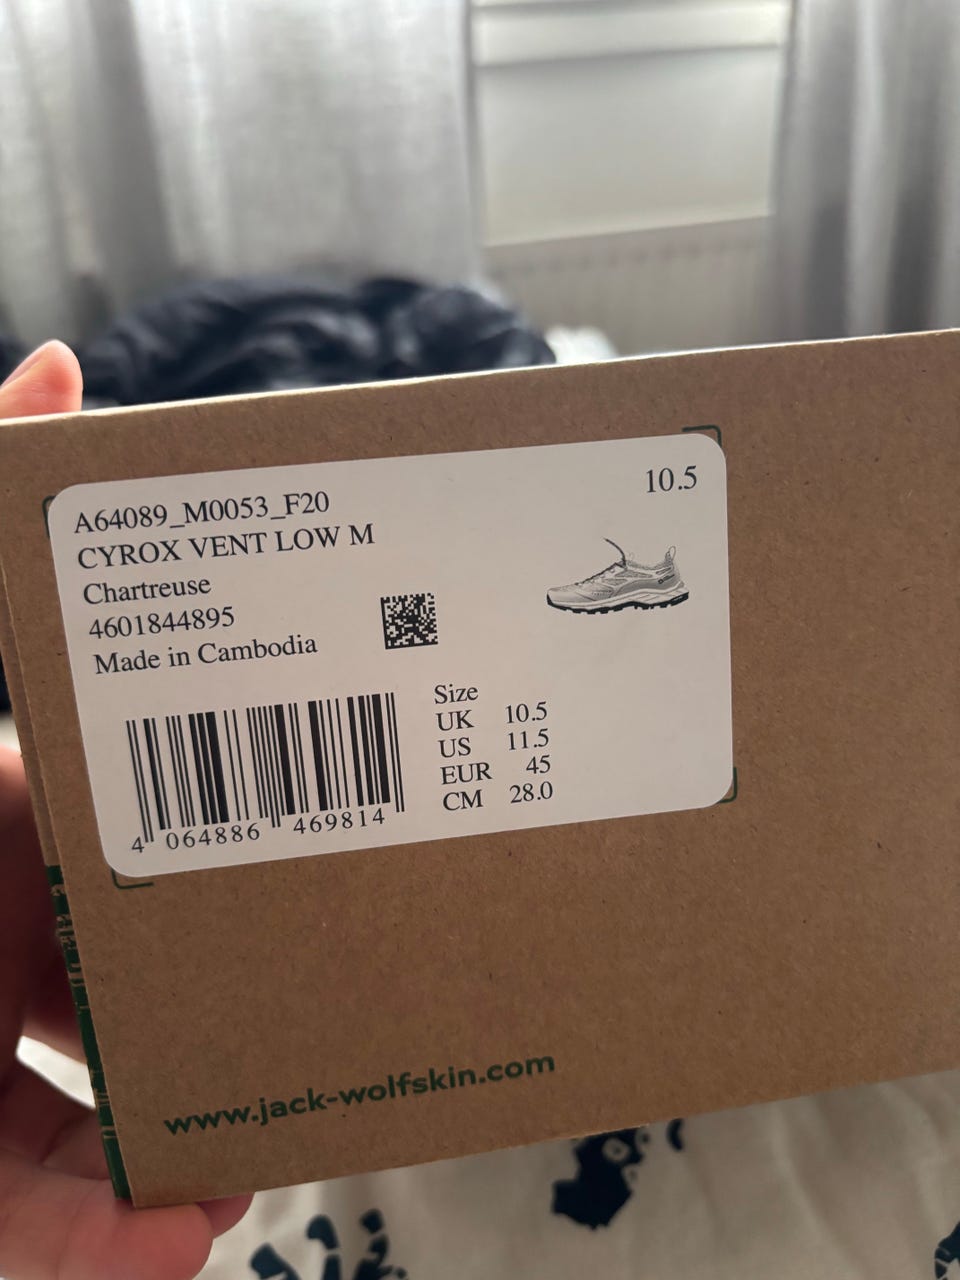 A64089_M0053_F20
10.5
CYROX VENT LOW M
Chartreuse
4601844895
Made in Cambodia
Size
UK 10.5
US 11.5
EUR 45
CM 28.0
4 064886 469814
www.jack-wolfskin.com